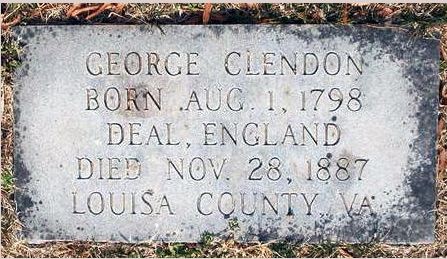 GEORGE CLENDON
BORN AUG. 1, 1798
DEAL, ENGLAND
DIED NOV. 28, 1887
LOUISA COUNTY VA